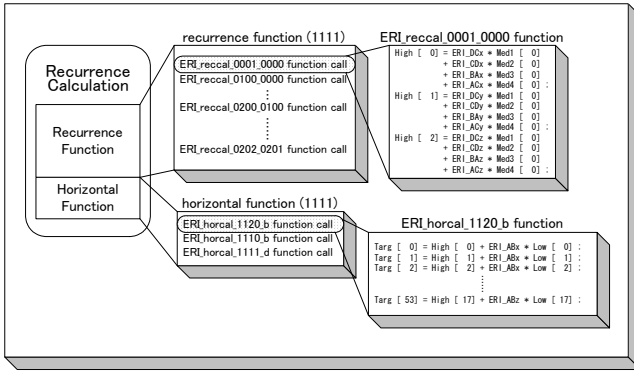 Recurrence
Calculation
Recurrence
Function
Horizontal
Function
recurrence function (1111)
ERI_reccal_0001_0000 function call
ERI_reccal_0100_0000 function call
⋮
ERI_reccal_0200_0100 function call
⋮
ERI_reccal_0202_0201 function call
ERI_reccal_0001_0000 function
High [ 0] = ERI_DCx * Med1 [ 0]
+ ERI_CDx * Med2 [ 0]
+ ERI_BAx * Med3 [ 0]
+ ERI_ACx * Med4 [ 0] ;
High [ 1] = ERI_DCy * Med1 [ 0]
+ ERI_CDy * Med2 [ 0]
+ ERI_BAy * Med3 [ 0]
+ ERI_ACy * Med4 [ 0] ;
High [ 2] = ERI_DCz * Med1 [ 0]
+ ERI_CDz * Med2 [ 0]
+ ERI_BAz * Med3 [ 0]
+ ERI_ACz * Med4 [ 0] ;
horizontal function (1111)
ERI_horcal_1120_b function call
ERI_horcal_1110_b function call
ERI_horcal_1111_d function call
ERI_horcal_1120_b function
Targ [ 0] = High [ 0] + ERI_ABx * Low [ 0] ;
Targ [ 1] = High [ 1] + ERI_ABx * Low [ 1] ;
Targ [ 2] = High [ 2] + ERI_ABx * Low [ 2] ;
⋮
Targ [ 53] = High [ 17] + ERI_ABz * Low [ 17] ;